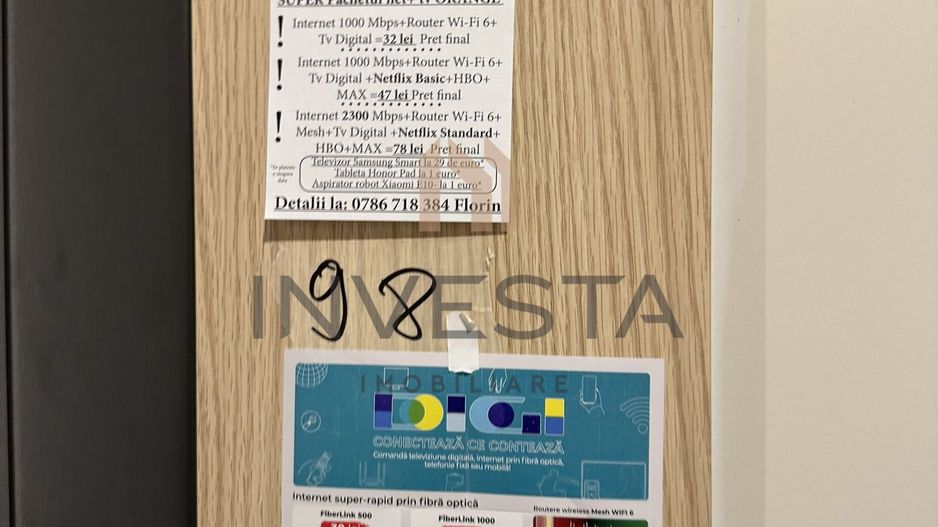 SUPER Pachetul net+ tv ORANGE
! Internet 1000 Mbps+Router Wi-Fi 6+
Tv Digital =32 lei Pret final
! Internet 1000 Mbps+Router Wi-Fi 6+
Tv Digital +Netflix Basic+HBO+
MAX =47 lei Pret final
! Internet 2300 Mbps+Router Wi-Fi 6+
Mesh+Tv Digital +Netflix Standard+
HBO+MAX=78 lei Pret final
Televizor Samsung Smart la 29 de euro*
Tableta Honor Pad la 1 euro*
Aspirator robot Xiaomi E10 la 1 euro*
Detalii la: 0786 718 384 Florin
98
INVESTA
IMOBILIARE
DIGI
CONECTEAZĂ CE CONTEAZĂ
Comandă televiziune digitală, internet prin fibră optică,
telefonie fixă sau mobilă!
Internet super-rapid prin fibră optică
Routere wireless Mesh WIFI 6
FiberLink 500
FiberLink 1000